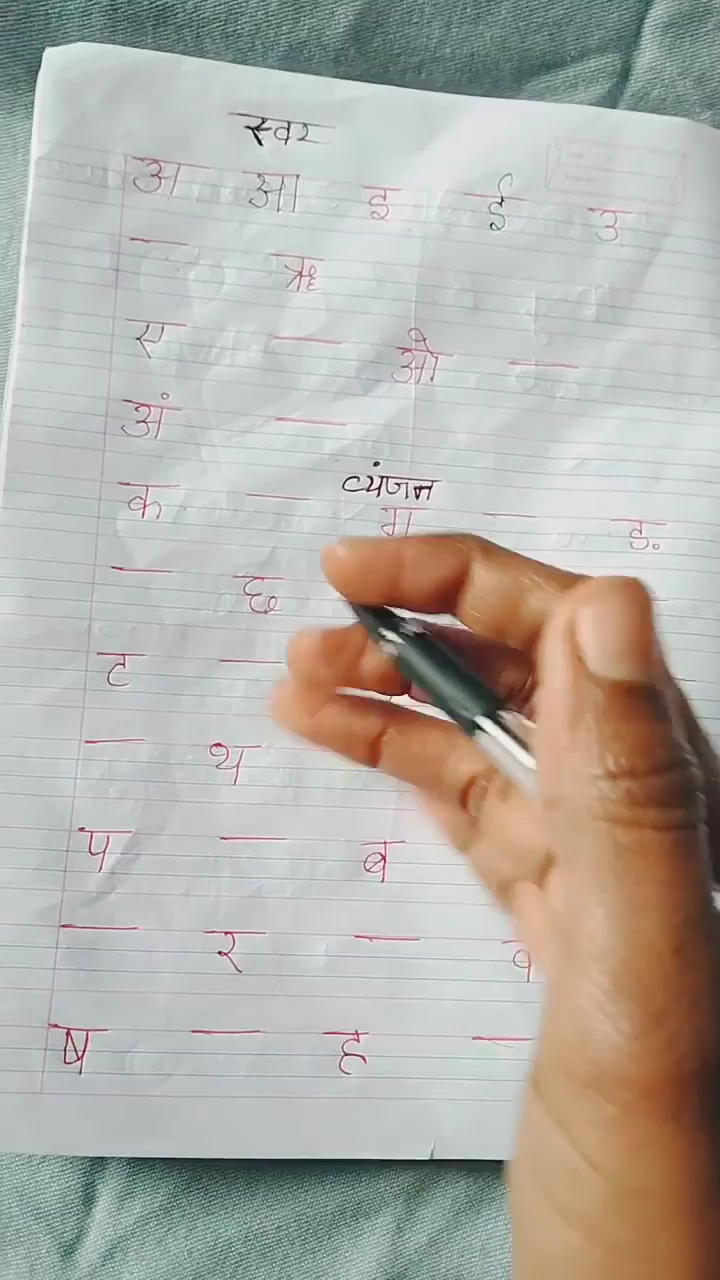 स्वर
अ आ इ ई उ
— ऋ
ए — ओ —
अं —
व्यंजन
क — ग — ङ
— छ
ट —
— थ
प — ब
— र — व
ष — ह —